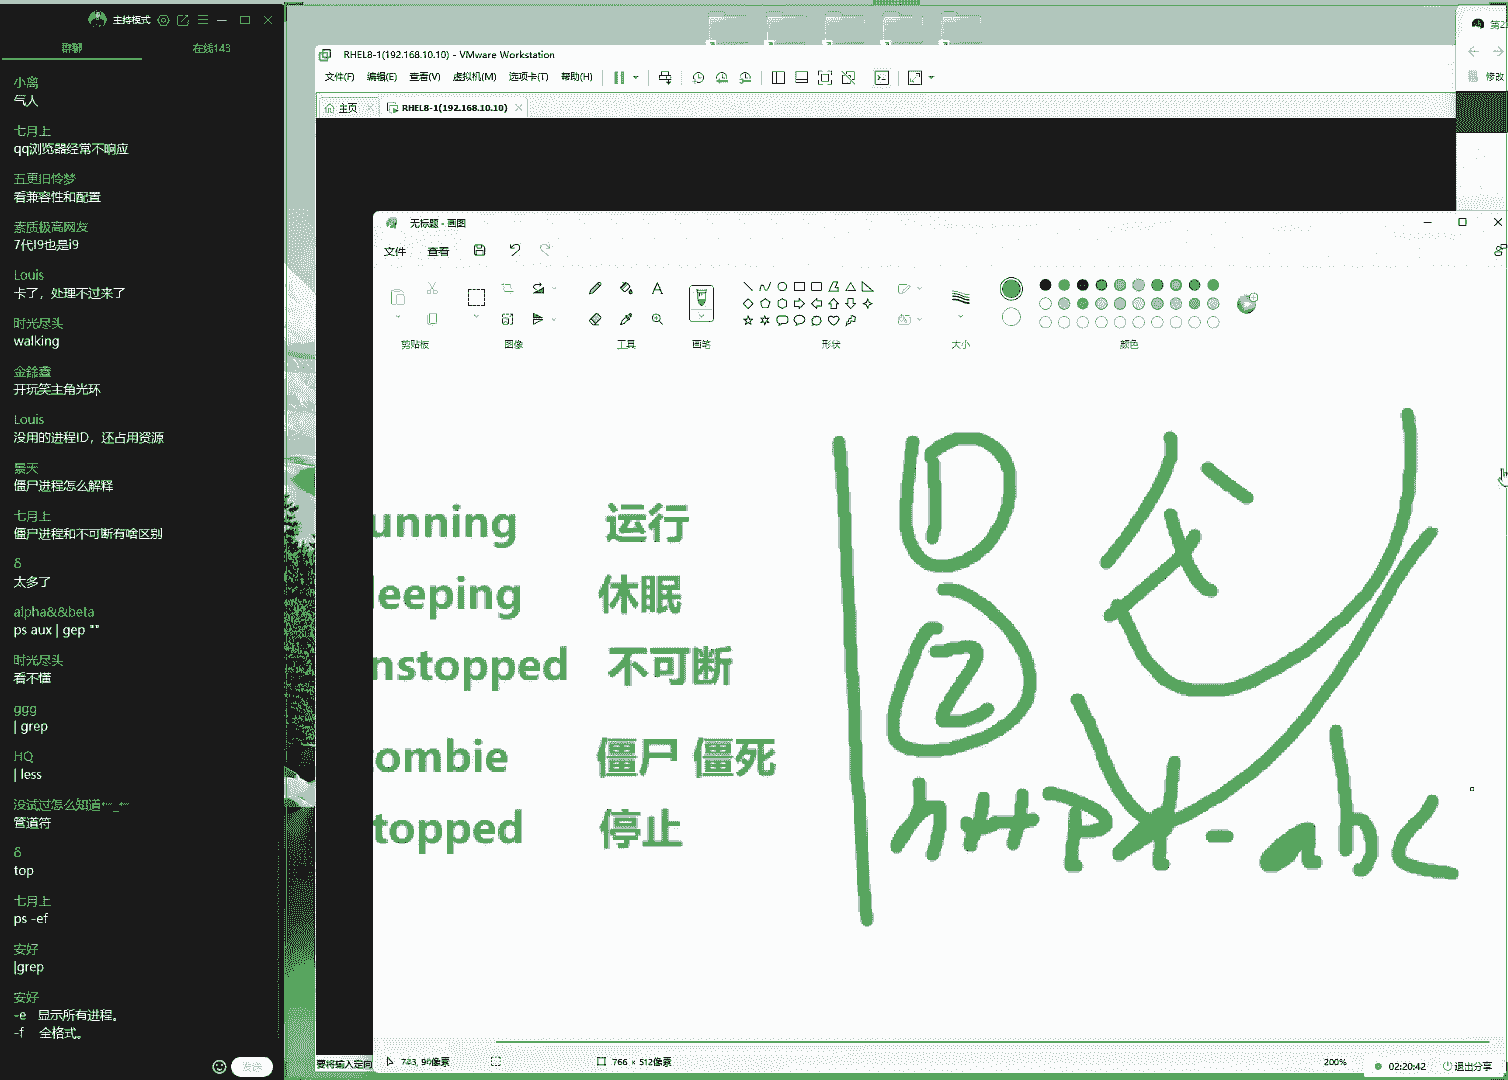 主持模式
群聊 在线143
小离
气人
七月上
qq浏览器经常不响应
五更旧怜梦
看兼容性和配置
素质极高网友
7代I9也是i9
Louis
卡了，处理不过来了
时光尽头
walking
开玩笑主角光环
Louis
没用的进程ID，还占用资源
景天
僵尸进程怎么解释
七月上
僵尸进程和不可断有啥区别
δ
太多了
alpha&&beta
ps aux | gep ""
时光尽头
看不懂
ggg
| grep
HQ
| less
没试过怎么知道
管道符
δ
top
七月上
ps -ef
安好
|grep
安好
-e 显示所有进程。
-f 全格式。
发送
RHEL8-1(192.168.10.10) - VMware Workstation
文件(F) 编辑(E) 查看(V) 虚拟机(M) 选项卡(T) 帮助(H)
主页 RHEL8-1(192.168.10.10)
第2
修改
无标题 - 画图
文件 查看
剪贴板 图像 工具 画笔 形状 大小 颜色
unning 运行
leeping 休眠
nstopped 不可断
ombie 僵尸 僵死
topped 停止
① 父
②
httpd-abc
要将输入定向
766 × 512像素
200%
02:20:42 退出分享